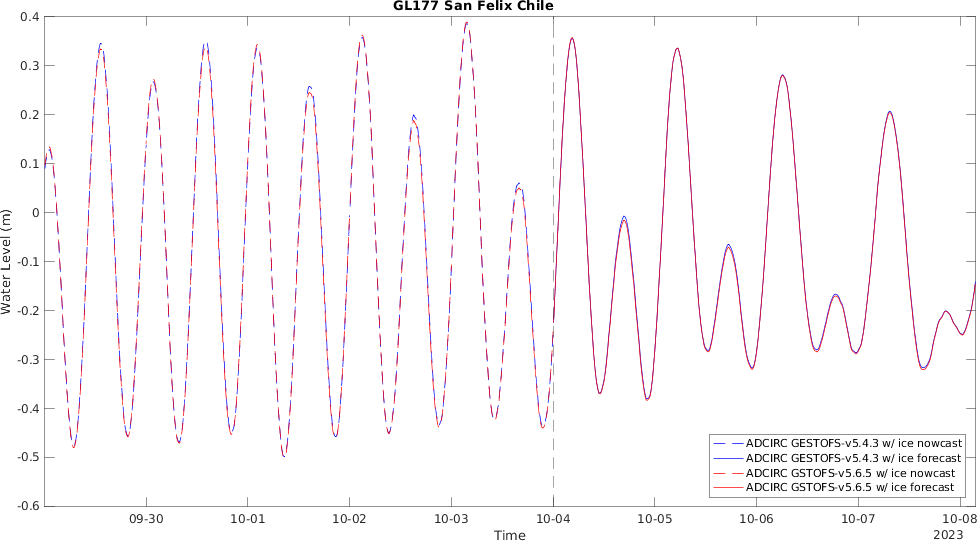 GL177 San Felix Chile
0.4
0.3
0.2
0.1
0
-0.1
-0.2
-0.3
-0.4
-0.5
-0.6
Water Level (m)
ADCIRC GESTOFS-v5.4.3 w/ ice nowcast
ADCIRC GESTOFS-v5.4.3 w/ ice forecast
ADCIRC GSTOFS-v5.6.5 w/ ice nowcast
ADCIRC GSTOFS-v5.6.5 w/ ice forecast
09-30 10-01 10-02 10-03 10-04 10-05 10-06 10-07 10-08
Time 2023